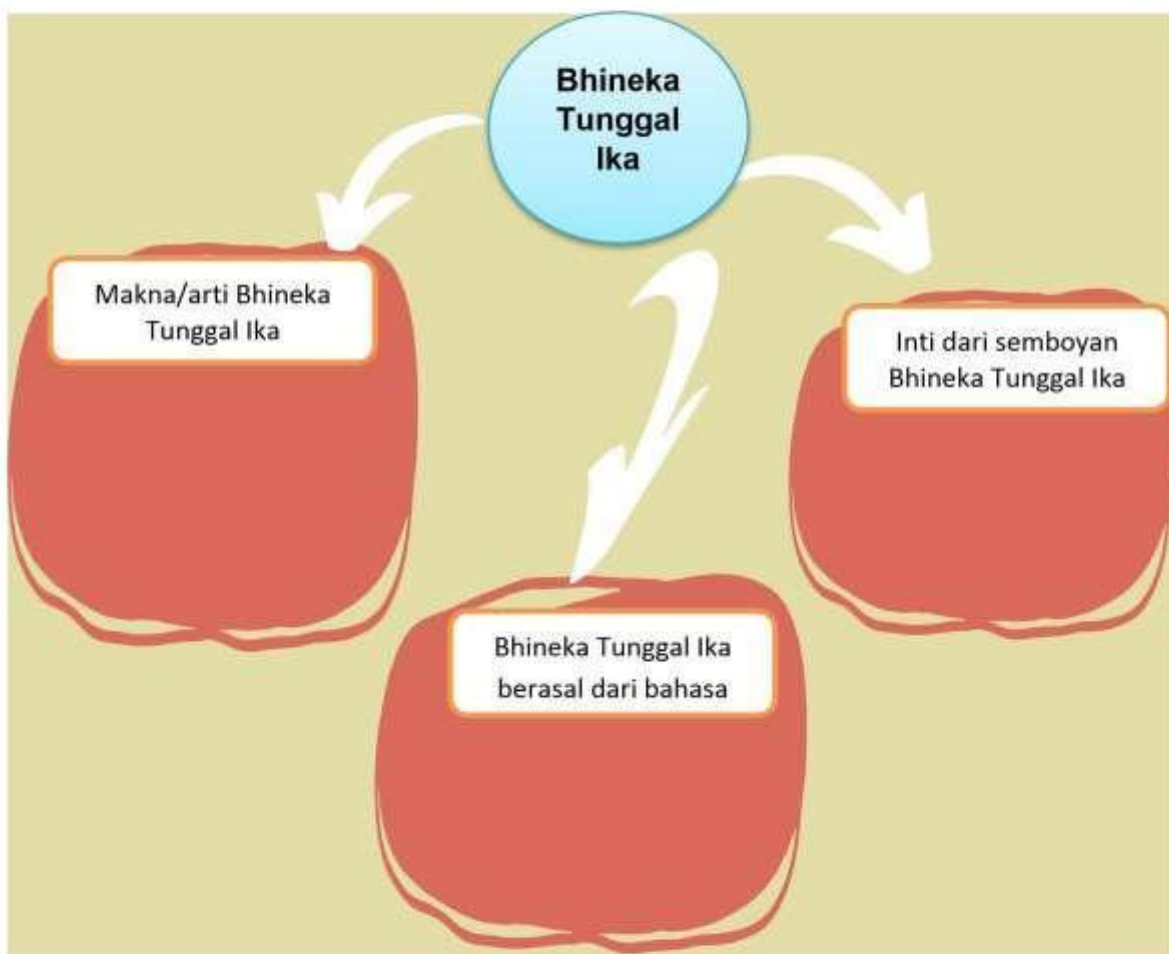 Bhineka
Tunggal
Ika
Makna/arti Bhineka
Tunggal Ika
Inti dari semboyan
Bhineka Tunggal Ika
Bhineka Tunggal Ika
berasal dari bahasa